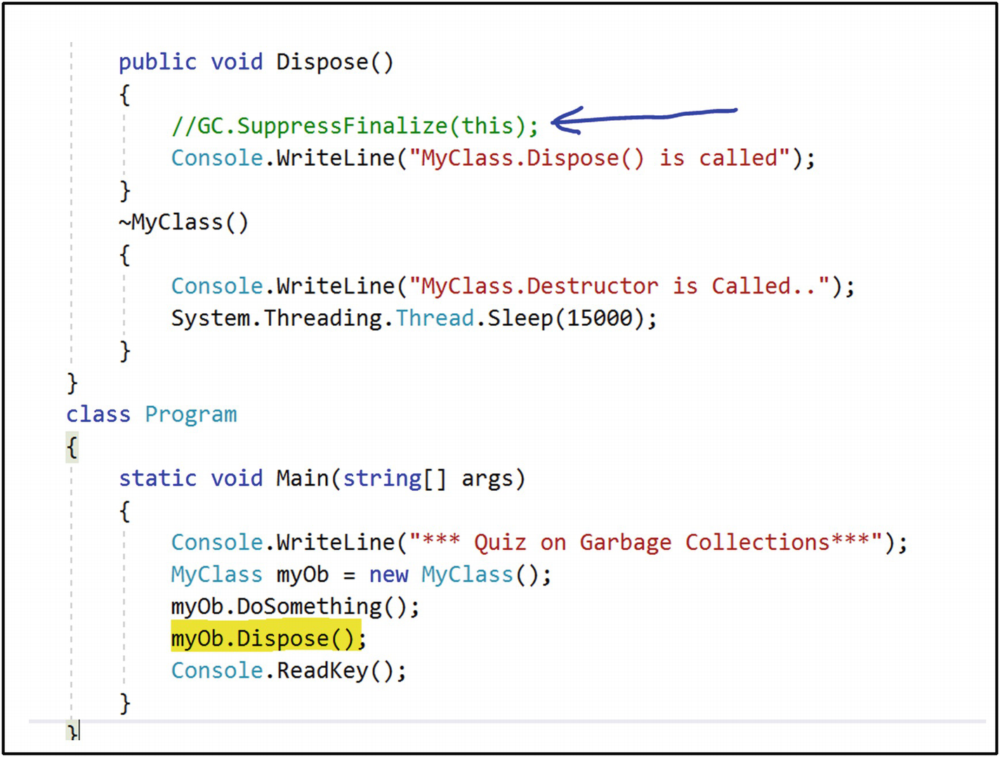 public void Dispose()
{
//GC.SuppressFinalize(this);
Console.WriteLine("MyClass.Dispose() is called");
}
~MyClass()
{
Console.WriteLine("MyClass.Destructor is Called..");
System.Threading.Thread.Sleep(15000);
}
}
class Program
{
static void Main(string[] args)
{
Console.WriteLine("*** Quiz on Garbage Collections***");
MyClass myOb = new MyClass();
myOb.DoSomething();
myOb.Dispose();
Console.ReadKey();
}
}